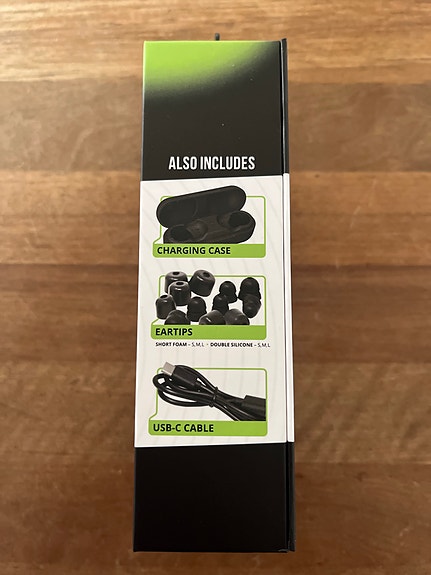 ALSO INCLUDES
CHARGING CASE
EARTIPS
SHORT FOAM – S,M,L • DOUBLE SILICONE – S,M,L
USB-C CABLE